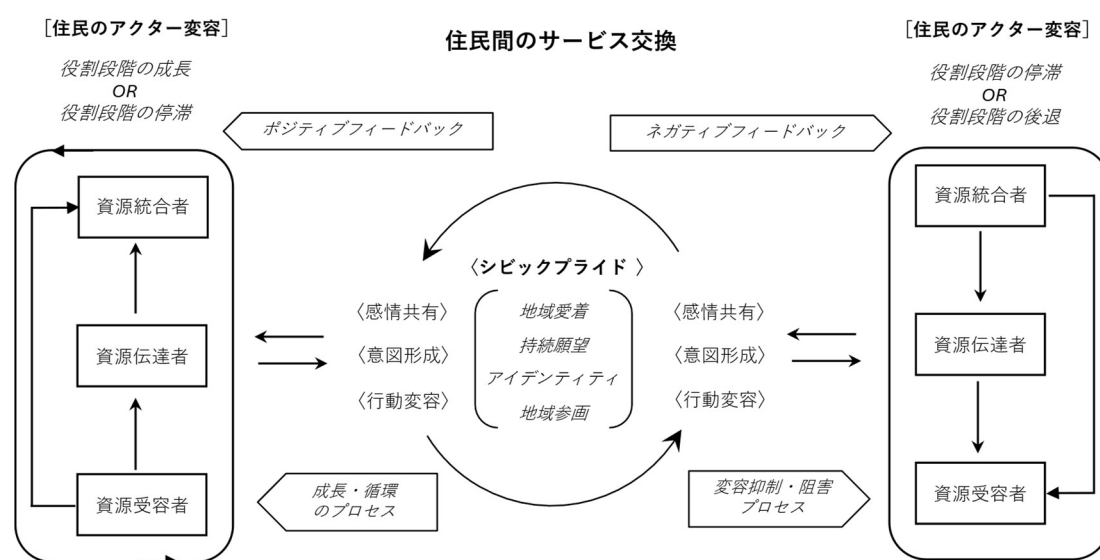 [住民のアクター変容]
役割段階の成長
OR
役割段階の停滞
住民間のサービス交換
[住民のアクター変容]
役割段階の停滞
OR
役割段階の後退
ポジティブフィードバック
ネガティブフィードバック
資源統合者
資源伝達者
資源受容者
〈シビックプライド 〉
〈感情共有〉
〈意図形成〉
〈行動変容〉
地域愛着
持続願望
アイデンティティ
地域参画
〈感情共有〉
〈意図形成〉
〈行動変容〉
資源統合者
資源伝達者
資源受容者
成長・循環
のプロセス
変容抑制・阻害
プロセス